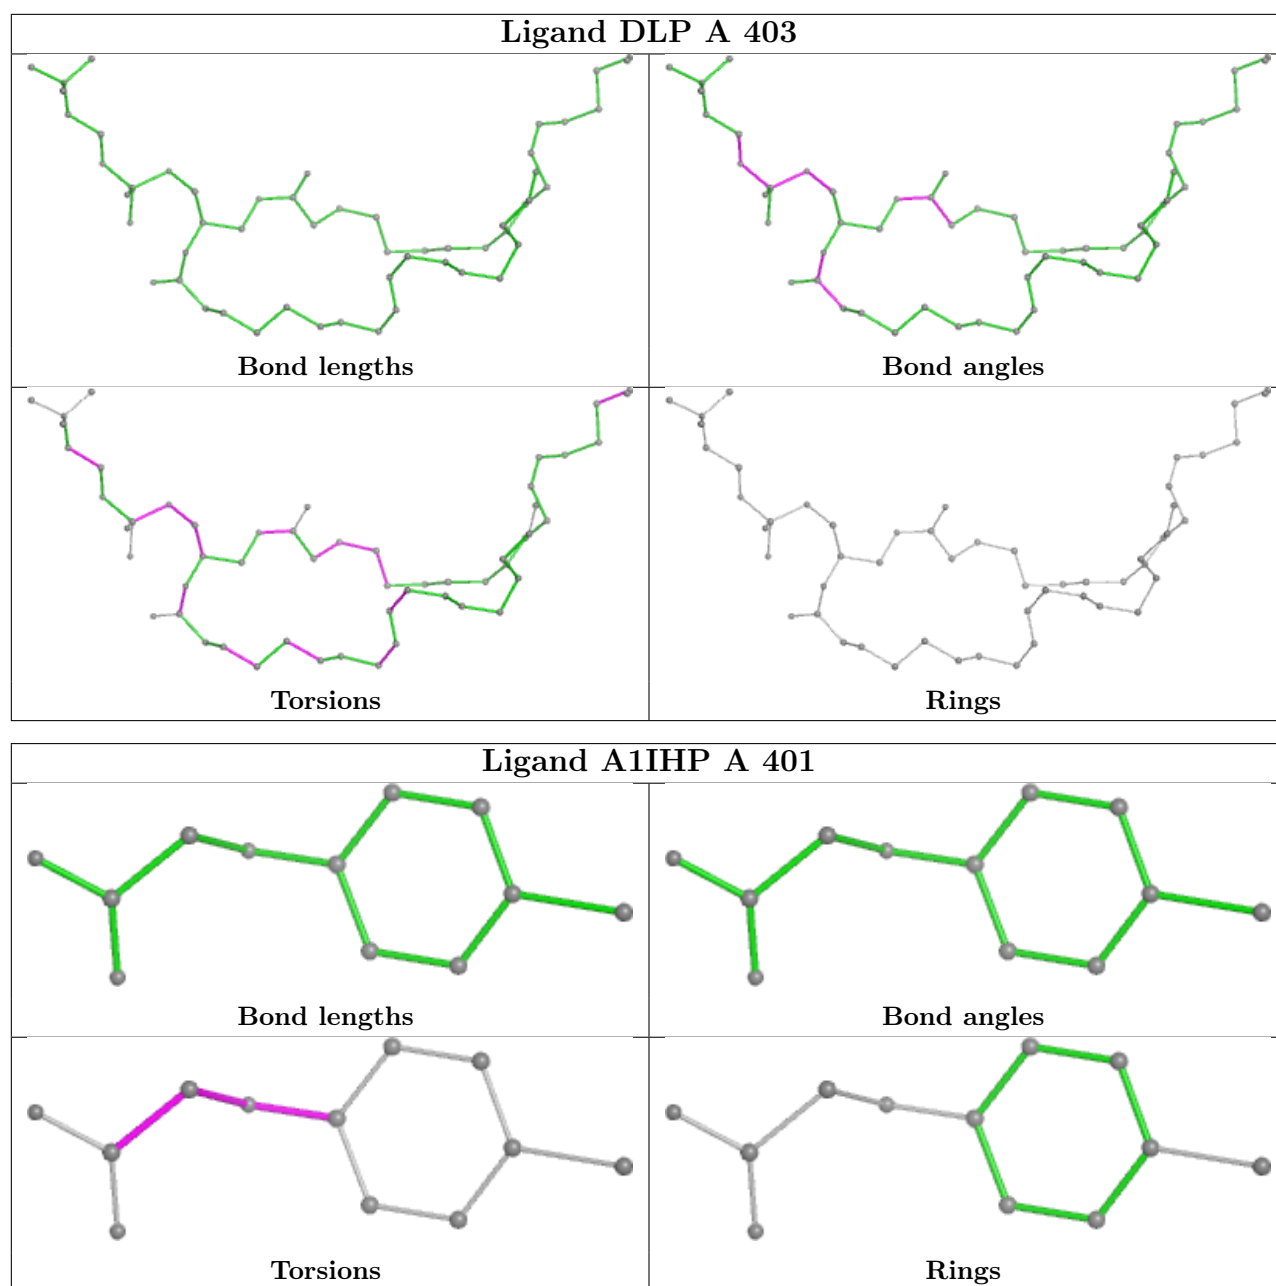 Ligand DLP A 403
Bond lengths
Bond angles
Torsions
Rings
Ligand A1IHP A 401
Bond lengths
Bond angles
Torsions
Rings